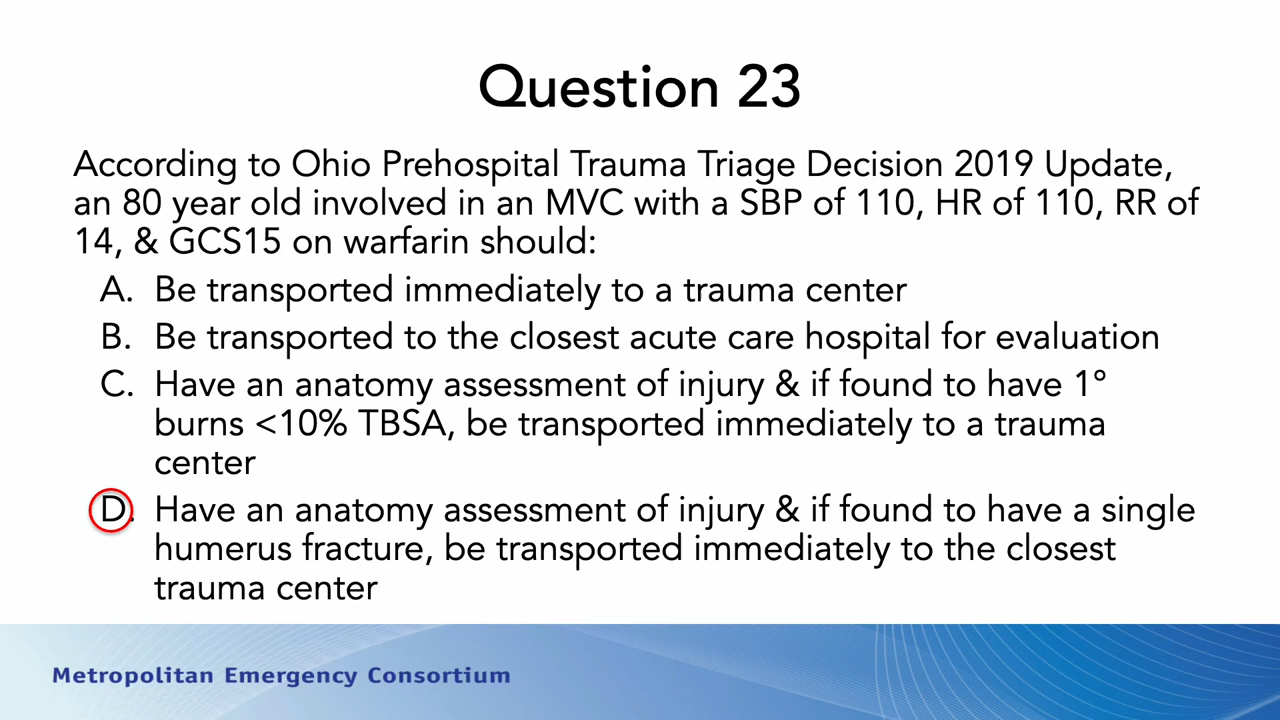 Question 23
According to Ohio Prehospital Trauma Triage Decision 2019 Update,
an 80 year old involved in an MVC with a SBP of 110, HR of 110, RR of
14, & GCS15 on warfarin should:
A. Be transported immediately to a trauma center
B. Be transported to the closest acute care hospital for evaluation
C. Have an anatomy assessment of injury & if found to have 1°
burns <10% TBSA, be transported immediately to a trauma
center
D. Have an anatomy assessment of injury & if found to have a single
humerus fracture, be transported immediately to the closest
trauma center
Metropolitan Emergency Consortium